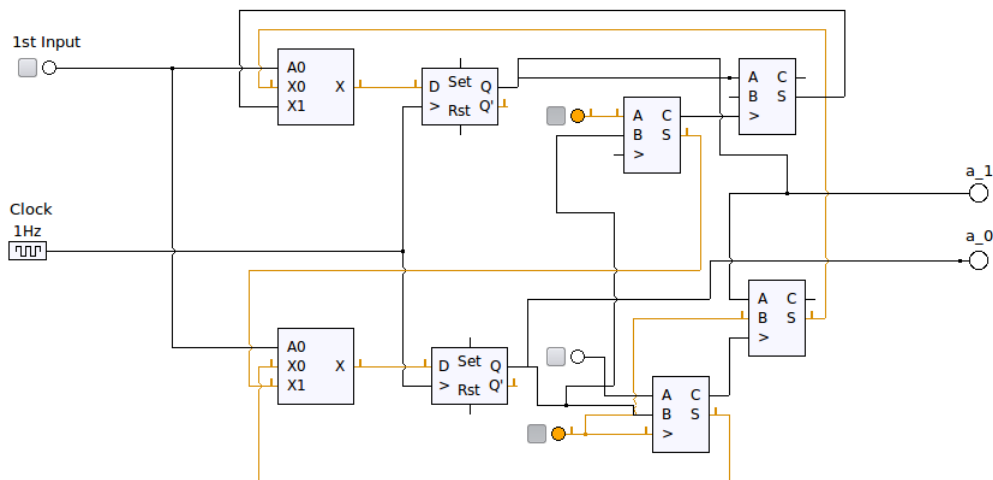 1st Input
A0
X0 X
X1
D Set Q
> Rst Q'
A C
B S
>
A C
B S
>
a_1
Clock
1Hz
a_0
A C
B S
>
A0
X0 X
X1
D Set Q
> Rst Q'
A C
B S
>